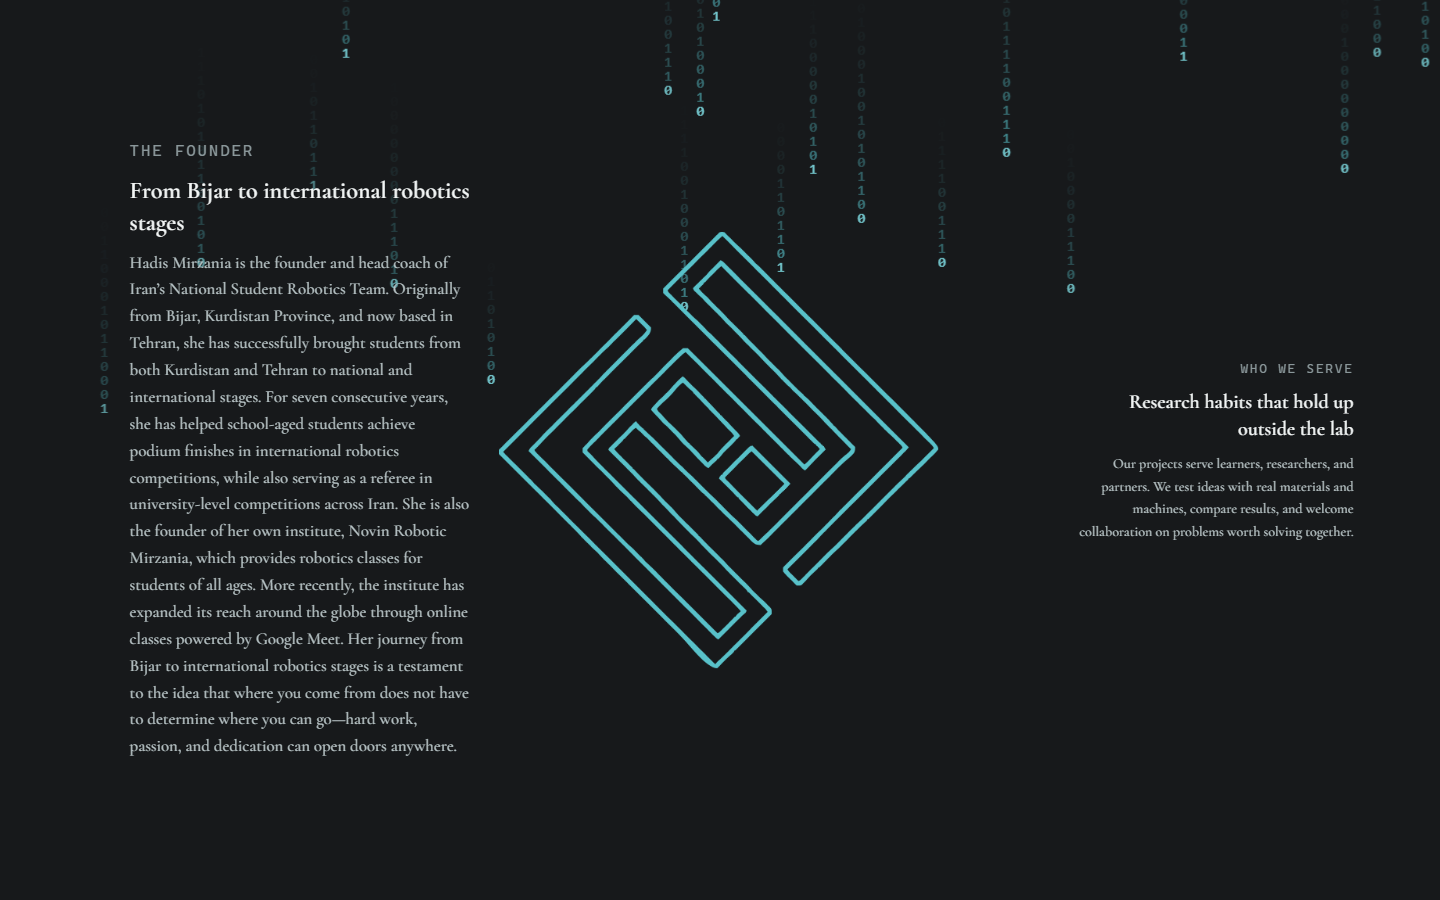 THE FOUNDER
From Bijar to international robotics
stages
Hadis Mirzania is the founder and head coach of
Iran’s National Student Robotics Team. Originally
from Bijar, Kurdistan Province, and now based in
Tehran, she has successfully brought students from
both Kurdistan and Tehran to national and
international stages. For seven consecutive years,
she has helped school-aged students achieve
podium finishes in international robotics
competitions, while also serving as a referee in
university-level competitions across Iran. She is also
the founder of her own institute, Novin Robotic
Mirzania, which provides robotics classes for
students of all ages. More recently, the institute has
expanded its reach around the globe through online
classes powered by Google Meet. Her journey from
Bijar to international robotics stages is a testament
to the idea that where you come from does not have
to determine where you can go—hard work,
passion, and dedication can open doors anywhere.
WHO WE SERVE
Research habits that hold up
outside the lab
Our projects serve learners, researchers, and
partners. We test ideas with real materials and
machines, compare results, and welcome
collaboration on problems worth solving together.